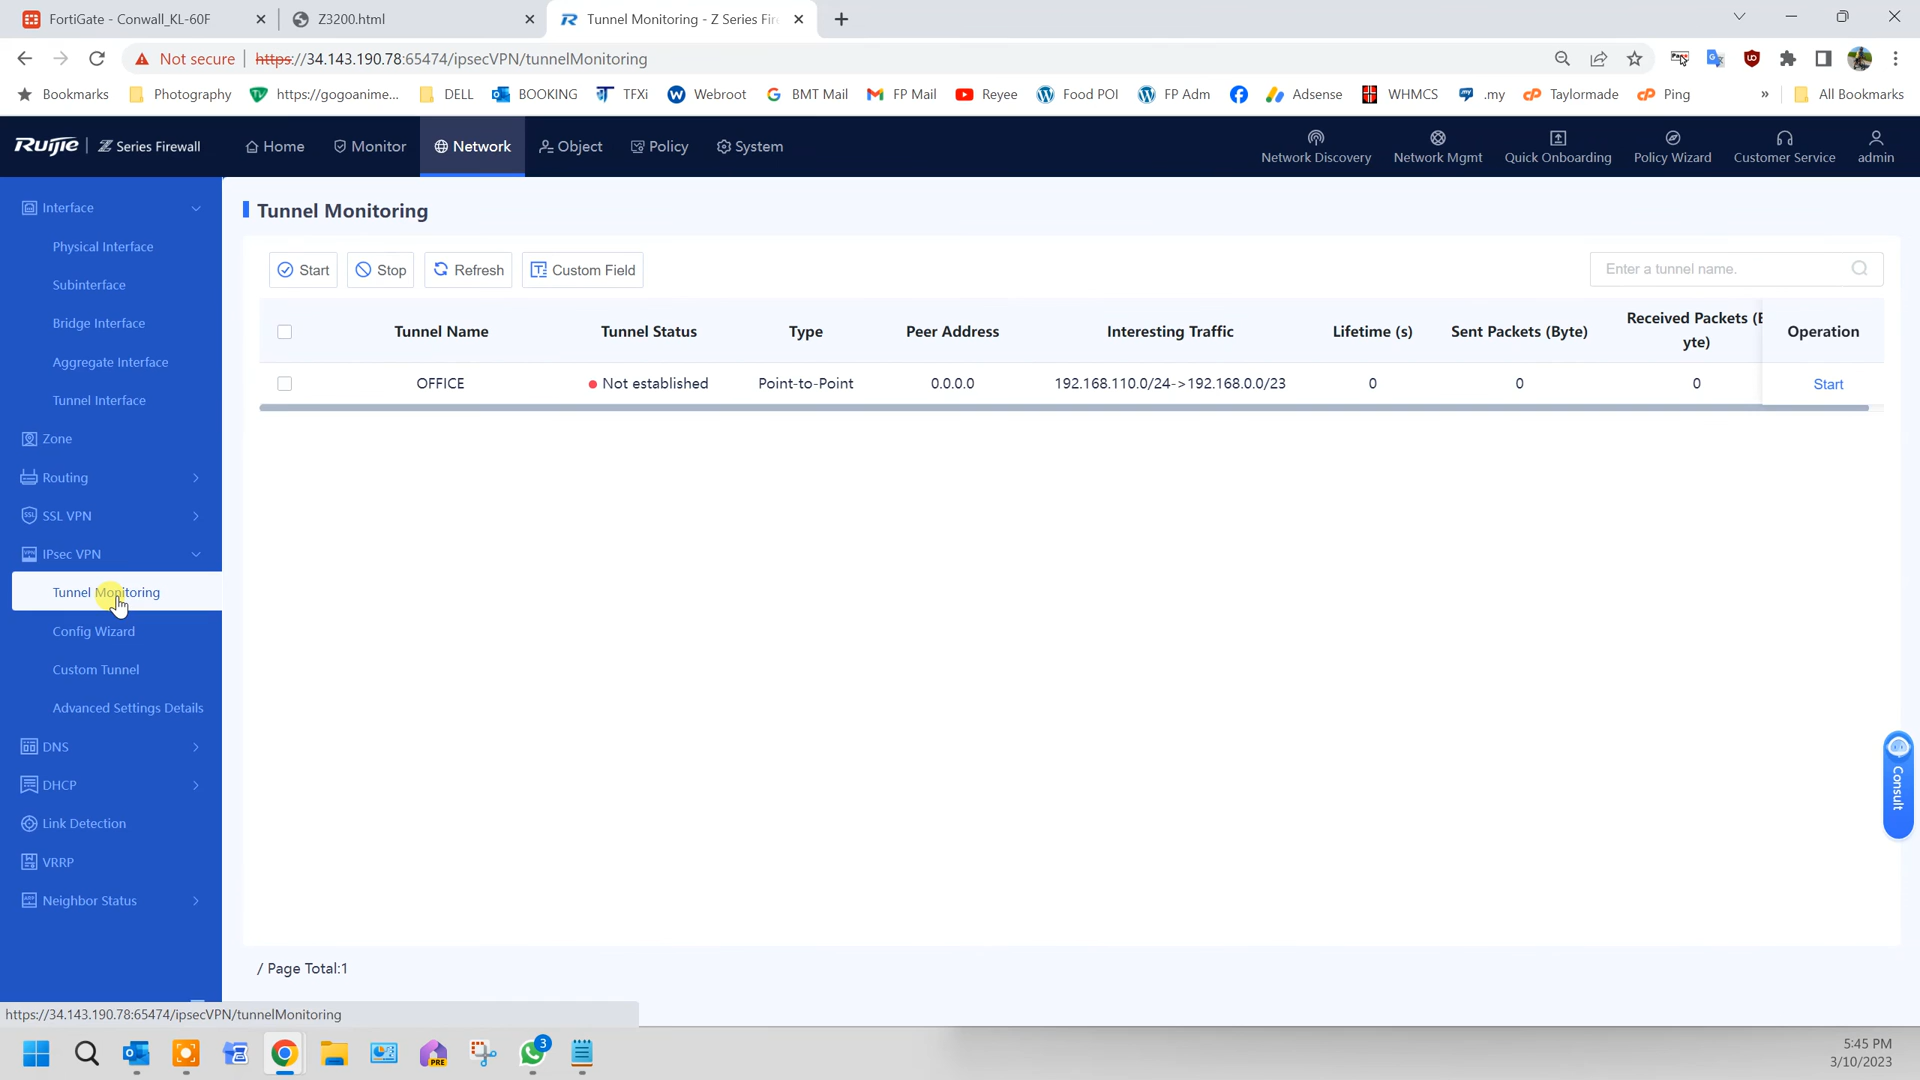 FortiGate - Conwall_KL-60F
Z3200.html
Tunnel Monitoring - Z Series Fir
Not secure
https://34.143.190.78:65474/ipsecVPN/tunnelMonitoring
Bookmarks
Photography
https://gogoanime...
DELL
BOOKING
TFXi
Webroot
BMT Mail
FP Mail
Reyee
Food POI
FP Adm
Adsense
WHMCS
.my
Taylormade
Ping
»
All Bookmarks
Ruijie
Z Series Firewall
Home
Monitor
Network
Object
Policy
System
Network Discovery
Network Mgmt
Quick Onboarding
Policy Wizard
Customer Service
admin
Interface
Physical Interface
Subinterface
Bridge Interface
Aggregate Interface
Tunnel Interface
Zone
Routing
SSL VPN
IPsec VPN
Tunnel Monitoring
Config Wizard
Custom Tunnel
Advanced Settings Details
DNS
DHCP
Link Detection
VRRP
Neighbor Status
Tunnel Monitoring
Start
Stop
Refresh
Custom Field
Enter a tunnel name.
Tunnel Name
Tunnel Status
Type
Peer Address
Interesting Traffic
Lifetime (s)
Sent Packets (Byte)
Received Packets (B
yte)
Operation
OFFICE
Not established
Point-to-Point
0.0.0.0
192.168.110.0/24->192.168.0.0/23
0
0
0
Start
Consult
/ Page Total:1
https://34.143.190.78:65474/ipsecVPN/tunnelMonitoring
PRE
3
5:45 PM
3/10/2023